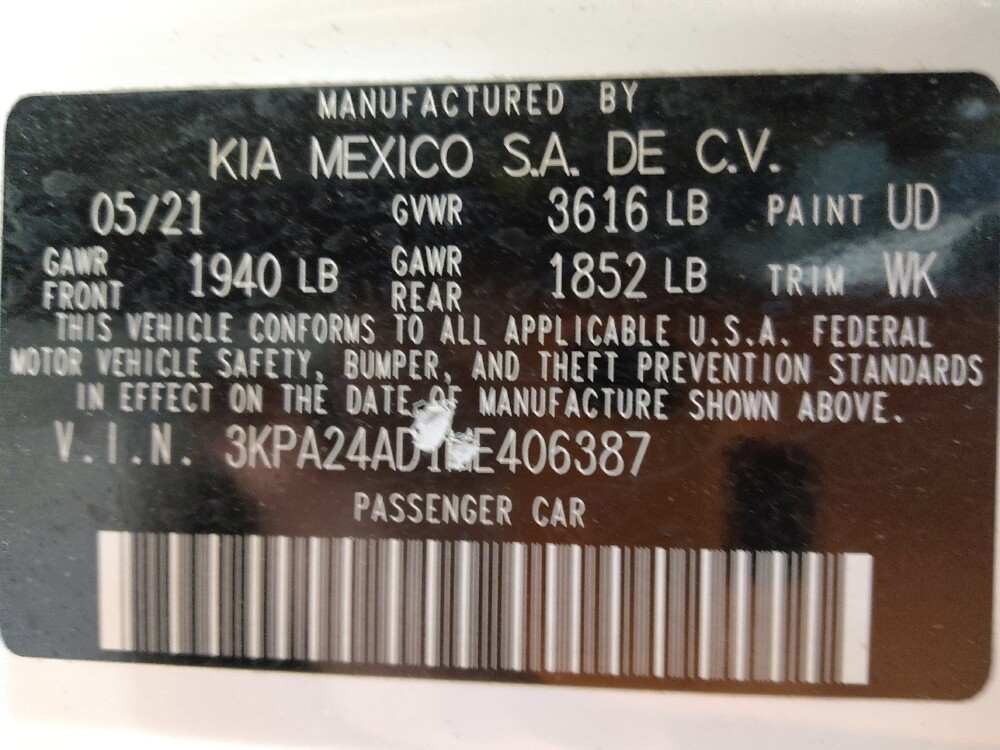 MANUFACTURED BY
KIA MEXICO S.A. DE C.V.
05/21 GVWR 3616 LB PAINT UD
GAWR FRONT 1940 LB GAWR REAR 1852 LB TRIM WK
THIS VEHICLE CONFORMS TO ALL APPLICABLE U.S.A. FEDERAL
MOTOR VEHICLE SAFETY, BUMPER, AND THEFT PREVENTION STANDARDS
IN EFFECT ON THE DATE OF MANUFACTURE SHOWN ABOVE.
V.I.N. 3KPA24AD1ME406387
PASSENGER CAR